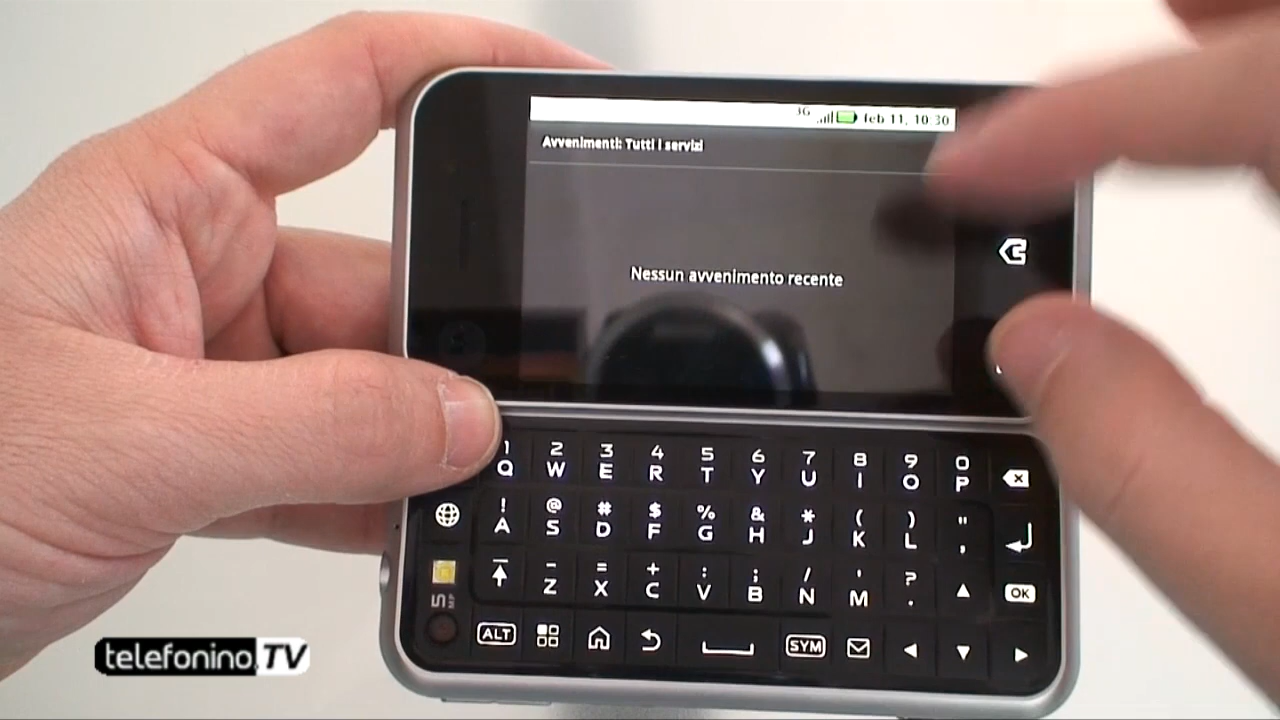 3G feb 11, 10:30
Avvenimenti: Tutti i servizi
Nessun avvenimento recente
1 2 3 4 5 6 7 8 9 0
Q W E R T Y U I O P
! @ # $ % & * ( ) "
A S D F G H J K L ,
- = + : ; / ' ?
Z X C V B N M .
OK
5 MP
ALT SYM
telefonino.TV